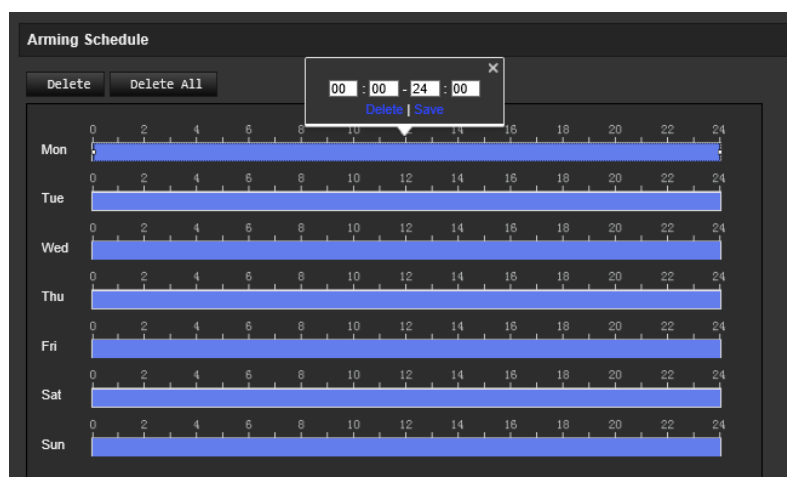 Arming Schedule
Delete Delete All
×
00 : 00 - 24 : 00
Delete | Save
0 2 4 6 8 10 12 14 16 18 20 22 24
Mon
0 2 4 6 8 10 12 14 16 18 20 22 24
Tue
0 2 4 6 8 10 12 14 16 18 20 22 24
Wed
0 2 4 6 8 10 12 14 16 18 20 22 24
Thu
0 2 4 6 8 10 12 14 16 18 20 22 24
Fri
0 2 4 6 8 10 12 14 16 18 20 22 24
Sat
0 2 4 6 8 10 12 14 16 18 20 22 24
Sun